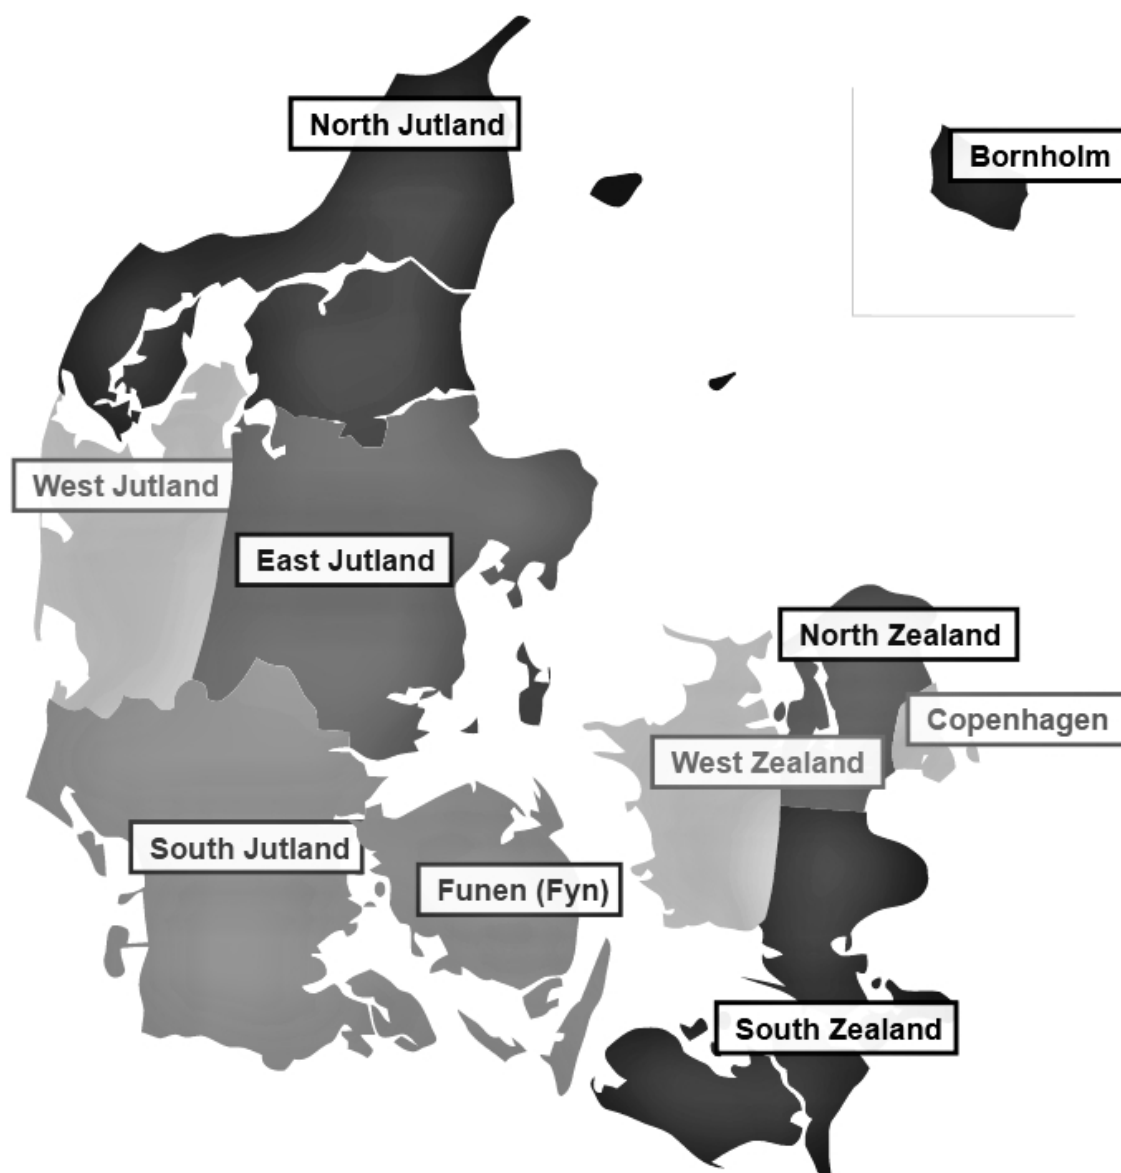 North Jutland
Bornholm
West Jutland
East Jutland
North Zealand
Copenhagen
West Zealand
South Jutland
Funen (Fyn)
South Zealand